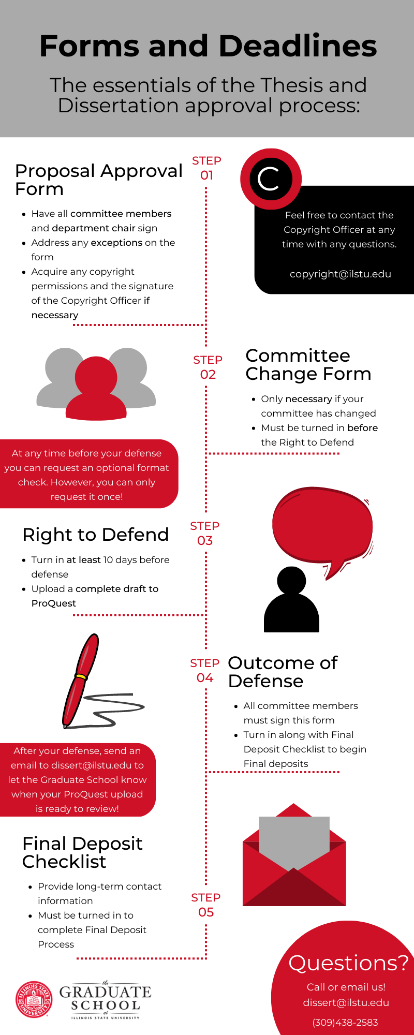 Forms and Deadlines
The essentials of the Thesis and
Dissertation approval process:
STEP
01
Proposal Approval
Form
• Have all committee members
and department chair sign
• Address any exceptions on the
form
• Acquire any copyright
permissions and the signature
of the Copyright Officer if
necessary
C
Feel free to contact the
Copyright Officer at any
time with any questions.
copyright@ilstu.edu
STEP
02
Committee
Change Form
• Only necessary if your
committee has changed
• Must be turned in before
the Right to Defend
At any time before your defense
you can request an optional format
check. However, you can only
request it once!
STEP
03
Right to Defend
• Turn in at least 10 days before
defense
• Upload a complete draft to
ProQuest
STEP
04
Outcome of
Defense
• All committee members
must sign this form
• Turn in along with Final
Deposit Checklist to begin
Final deposits
After your defense, send an
email to dissert@ilstu.edu to
let the Graduate School know
when your ProQuest upload
is ready to review!
Final Deposit
Checklist
• Provide long-term contact
information
• Must be turned in to
complete Final Deposit
Process
STEP
05
Questions?
Call or email us!
dissert@ilstu.edu
(309)438-2583
the
GRADUATE
SCHOOL
ILLINOIS STATE UNIVERSITY